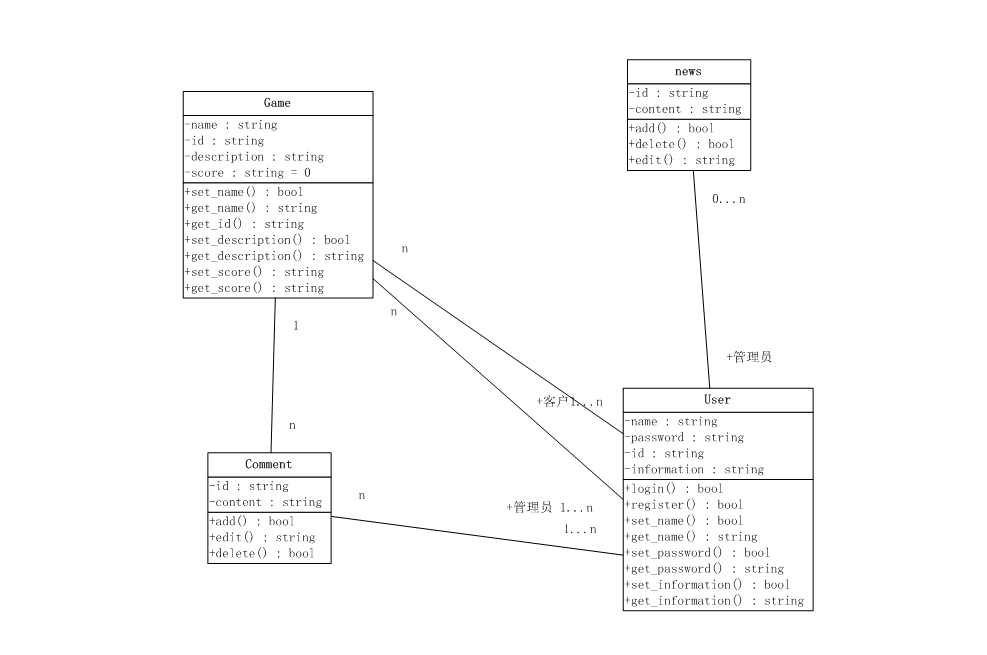 Game
-name : string
-id : string
-description : string
-score : string = 0
+set_name() : bool
+get_name() : string
+get_id() : string
+set_description() : bool
+get_description() : string
+set_score() : string
+get_score() : string
news
-id : string
-content : string
+add() : bool
+delete() : bool
+edit() : string
0...n
n
n
1
+管理员
+客户1...n
n
User
-name : string
-password : string
-id : string
-information : string
+login() : bool
+register() : bool
+set_name() : bool
+get_name() : string
+set_password() : bool
+get_password() : string
+set_information() : bool
+get_information() : string
Comment
-id : string
-content : string
+add() : bool
+edit() : string
+delete() : bool
n
+管理员 1...n
1...n